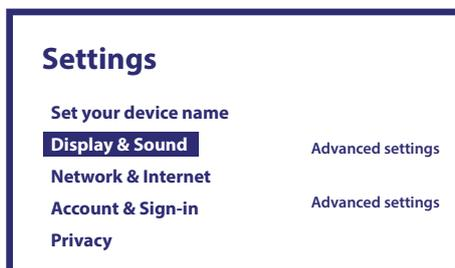 Settings
Set your device name
Display & Sound
Advanced settings
Network & Internet
Account & Sign-in
Advanced settings
Privacy